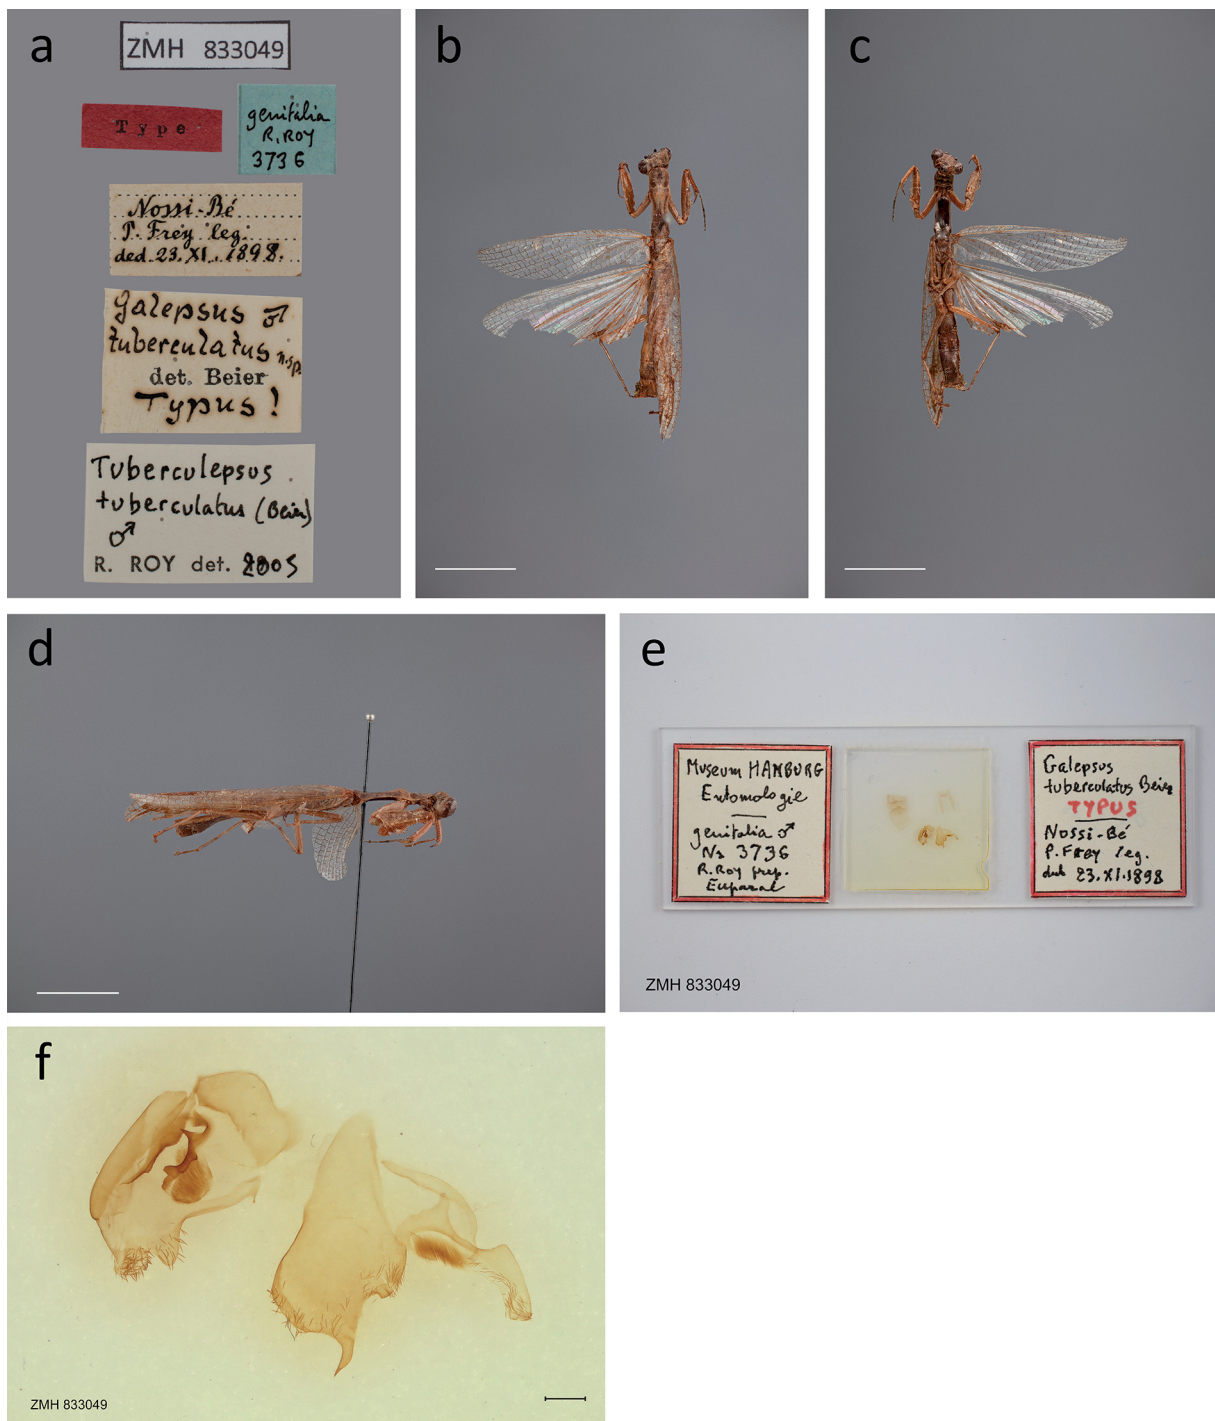 a
ZMH 833049
Type
genitalia
R. ROY
3736
Nossi-Bé
P. Frey leg.
ded. 23. XI. 1898.
Galepsus ♂
tuberculatus n.sp.
det. Beier
Typus!
Tuberculepsus
tuberculatus (Beier)
♂
R. ROY det. 2005
b
c
d
e
Museum HAMBURG
Entomologie
genitalia ♂
No 3736
R. Roy prep.
Euparal
Galepsus
tuberculatus Beier
TYPUS
Nossi-Bé
P. Frey leg.
23.XI.1898
ZMH 833049
f
ZMH 833049